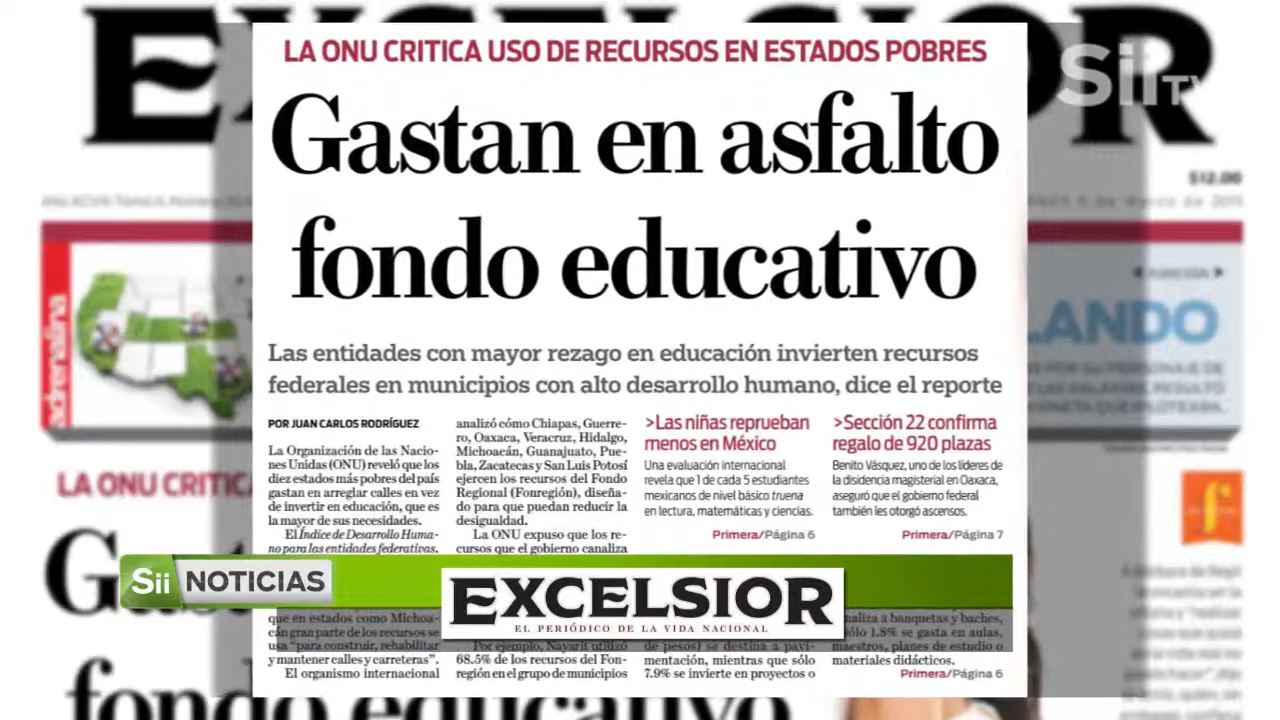 EXCELSIOR
Sii TV
$12.00
LA ONU CRITICA USO DE RECURSOS EN ESTADOS POBRES
Gastan en asfalto
fondo educativo
Las entidades con mayor rezago en educación invierten recursos
federales en municipios con alto desarrollo humano, dice el reporte
POR JUAN CARLOS RODRÍGUEZ
La Organización de las Nacio-
nes Unidas (ONU) reveló que los
diez estados más pobres del país
gastan en arreglar calles en vez
de invertir en educación, que es
la mayor de sus necesidades.
El Índice de Desarrollo Huma-
no para las entidades federativas,
que en estados como Michoa-
cán gran parte de los recursos se
usa “para construir, rehabilitar
y mantener calles y carreteras”.
El organismo internacional
analizó cómo Chiapas, Guerre-
ro, Oaxaca, Veracruz, Hidalgo,
Michoacán, Guanajuato, Pue-
bla, Zacatecas y San Luis Potosí
ejercen los recursos del Fondo
Regional (Fonregión), diseña-
do para que puedan reducir la
desigualdad.
La ONU expuso que los re-
cursos que el gobierno canaliza
Por ejemplo, Nayarit utilizó
68.5% de los recursos del Fon-
región en el grupo de municipios
>Las niñas reprueban
menos en México
Una evaluación internacional
revela que 1 de cada 5 estudiantes
mexicanos de nivel básico truena
en lectura, matemáticas y ciencias.
Primera/Página 6
de pesos) se destina a pavi-
mentación, mientras que sólo
7.9% se invierte en proyectos o
>Sección 22 confirma
regalo de 920 plazas
Benito Vásquez, uno de los líderes de
la disidencia magisterial en Oaxaca,
aseguró que el gobierno federal
también les otorgó ascensos.
Primera/Página 7
a banquetas y baches,
sólo 1.8% se gasta en aulas,
maestros, planes de estudio o
materiales didácticos.
Primera/Página 6
adrenalina
LANDO
LA ONU CRITIC
fondo educativo
Sii NOTICIAS
EXCELSIOR
EL PERIÓDICO DE LA VIDA NACIONAL